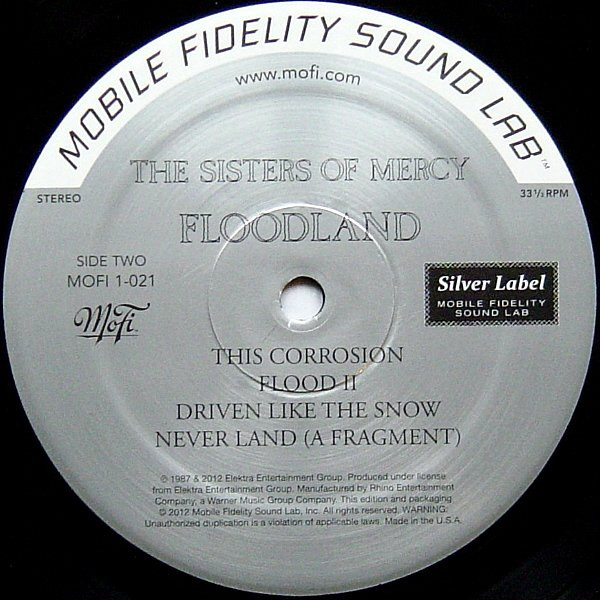 MOBILE FIDELITY SOUND LAB™
www.mofi.com
THE SISTERS OF MERCY
STEREO
33⅓ RPM
FLOODLAND
SIDE TWO
MOFI 1-021
MoFi
Silver Label
MOBILE FIDELITY
SOUND LAB
THIS CORROSION
FLOOD II
DRIVEN LIKE THE SNOW
NEVER LAND (A FRAGMENT)
℗ 1987 & 2012 Elektra Entertainment Group. Produced under license
from Elektra Entertainment Group. Manufactured by Rhino Entertainment
Company, a Warner Music Group Company. This edition and packaging
© 2012 Mobile Fidelity Sound Lab, Inc. All rights reserved. WARNING:
Unauthorized duplication is a violation of applicable laws. Made in the U.S.A.